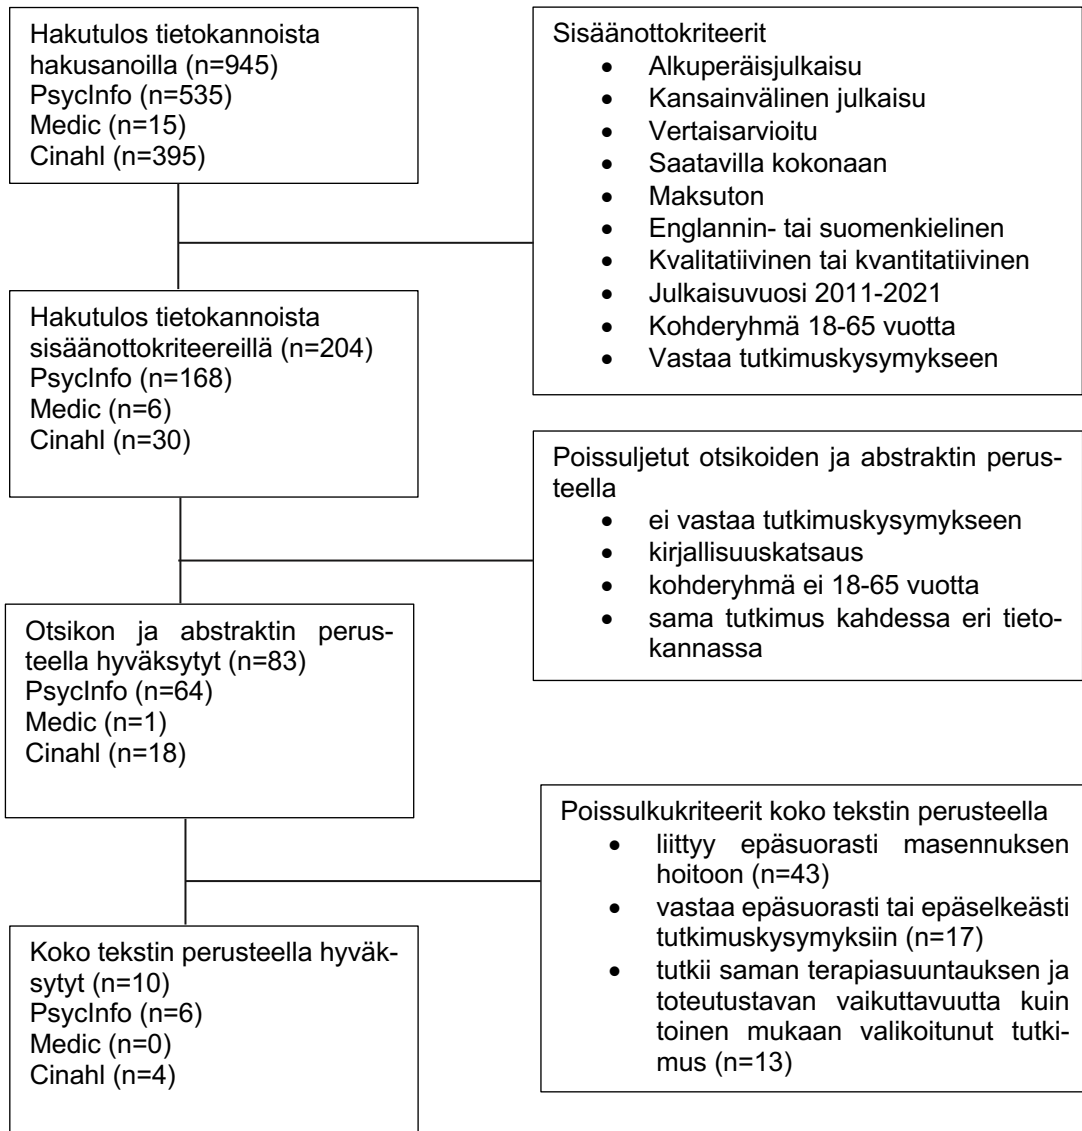 Hakutulos tietokannoista
hakusanoilla (n=945)
PsycInfo (n=535)
Medic (n=15)
Cinahl (n=395)
Sisäänottokriteerit
• Alkuperäisjulkaisu
• Kansainvälinen julkaisu
• Vertaisarvioitu
• Saatavilla kokonaan
• Maksuton
• Englannin- tai suomenkielinen
• Kvalitatiivinen tai kvantitatiivinen
• Julkaisuvuosi 2011-2021
• Kohderyhmä 18-65 vuotta
• Vastaa tutkimuskysymykseen
Hakutulos tietokannoista
sisäänottokriteereillä (n=204)
PsycInfo (n=168)
Medic (n=6)
Cinahl (n=30)
Poissuljetut otsikoiden ja abstraktin perus-
teella
• ei vastaa tutkimuskysymykseen
• kirjallisuuskatsaus
• kohderyhmä ei 18-65 vuotta
• sama tutkimus kahdessa eri tieto-
kannassa
Otsikon ja abstraktin perus-
teella hyväksytyt (n=83)
PsycInfo (n=64)
Medic (n=1)
Cinahl (n=18)
Poissulkukriteerit koko tekstin perusteella
• liittyy epäsuorasti masennuksen
hoitoon (n=43)
• vastaa epäsuorasti tai epäselkeästi
tutkimuskysymyksiin (n=17)
• tutkii saman terapiasuuntauksen ja
toteutustavan vaikuttavuutta kuin
toinen mukaan valikoitunut tutki-
mus (n=13)
Koko tekstin perusteella hyväk-
sytyt (n=10)
PsycInfo (n=6)
Medic (n=0)
Cinahl (n=4)